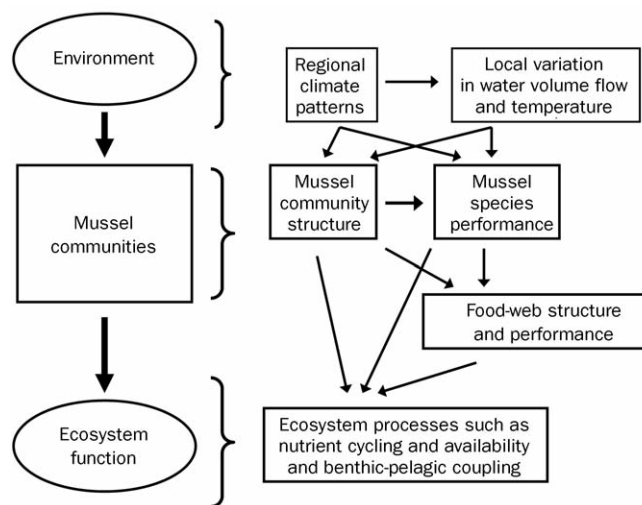 Environment
Regional
climate
patterns
Local variation
in water volume flow
and temperature
Mussel
communities
Mussel
community
structure
Mussel
species
performance
Food-web structure
and performance
Ecosystem
function
Ecosystem processes such as
nutrient cycling and availability
and benthic-pelagic coupling